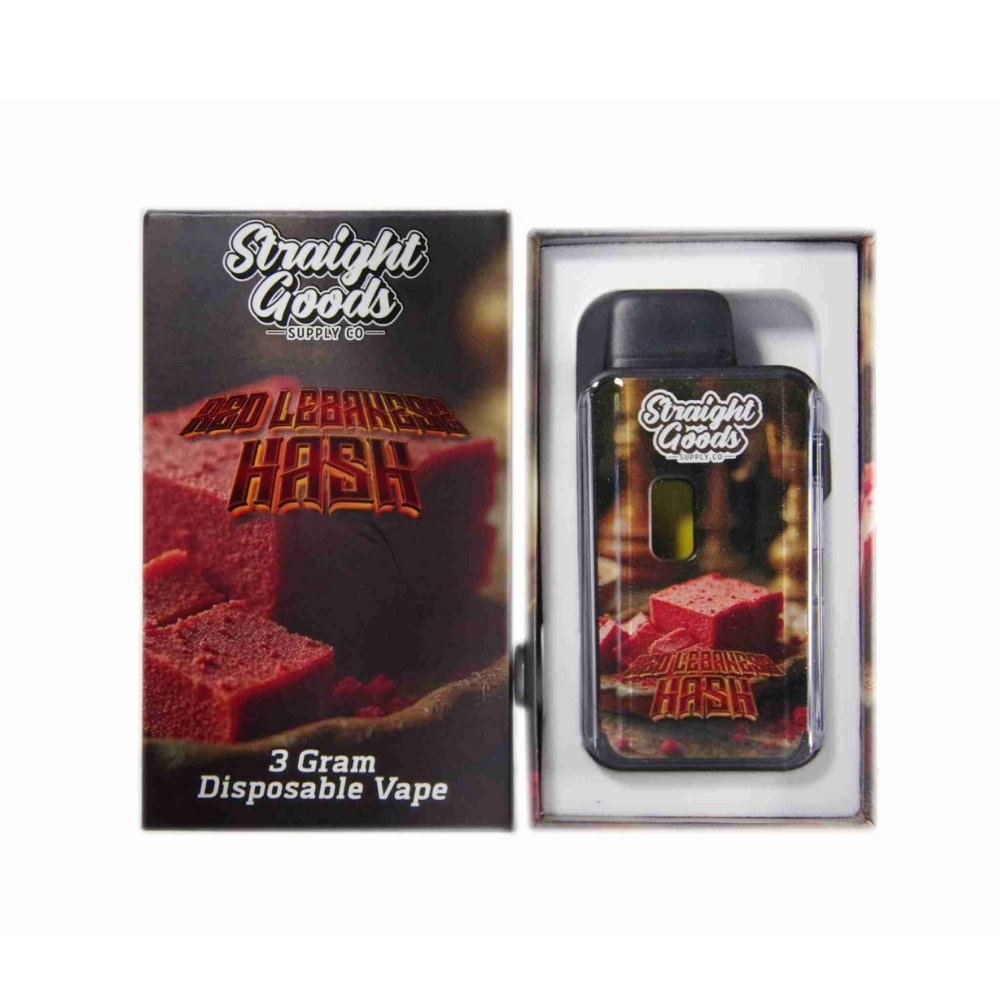 Straight
Goods
SUPPLY CO
RED LEBANESE
HASH
3 Gram
Disposable Vape
Straight
Goods
SUPPLY CO
RED LEBANESE
HASH